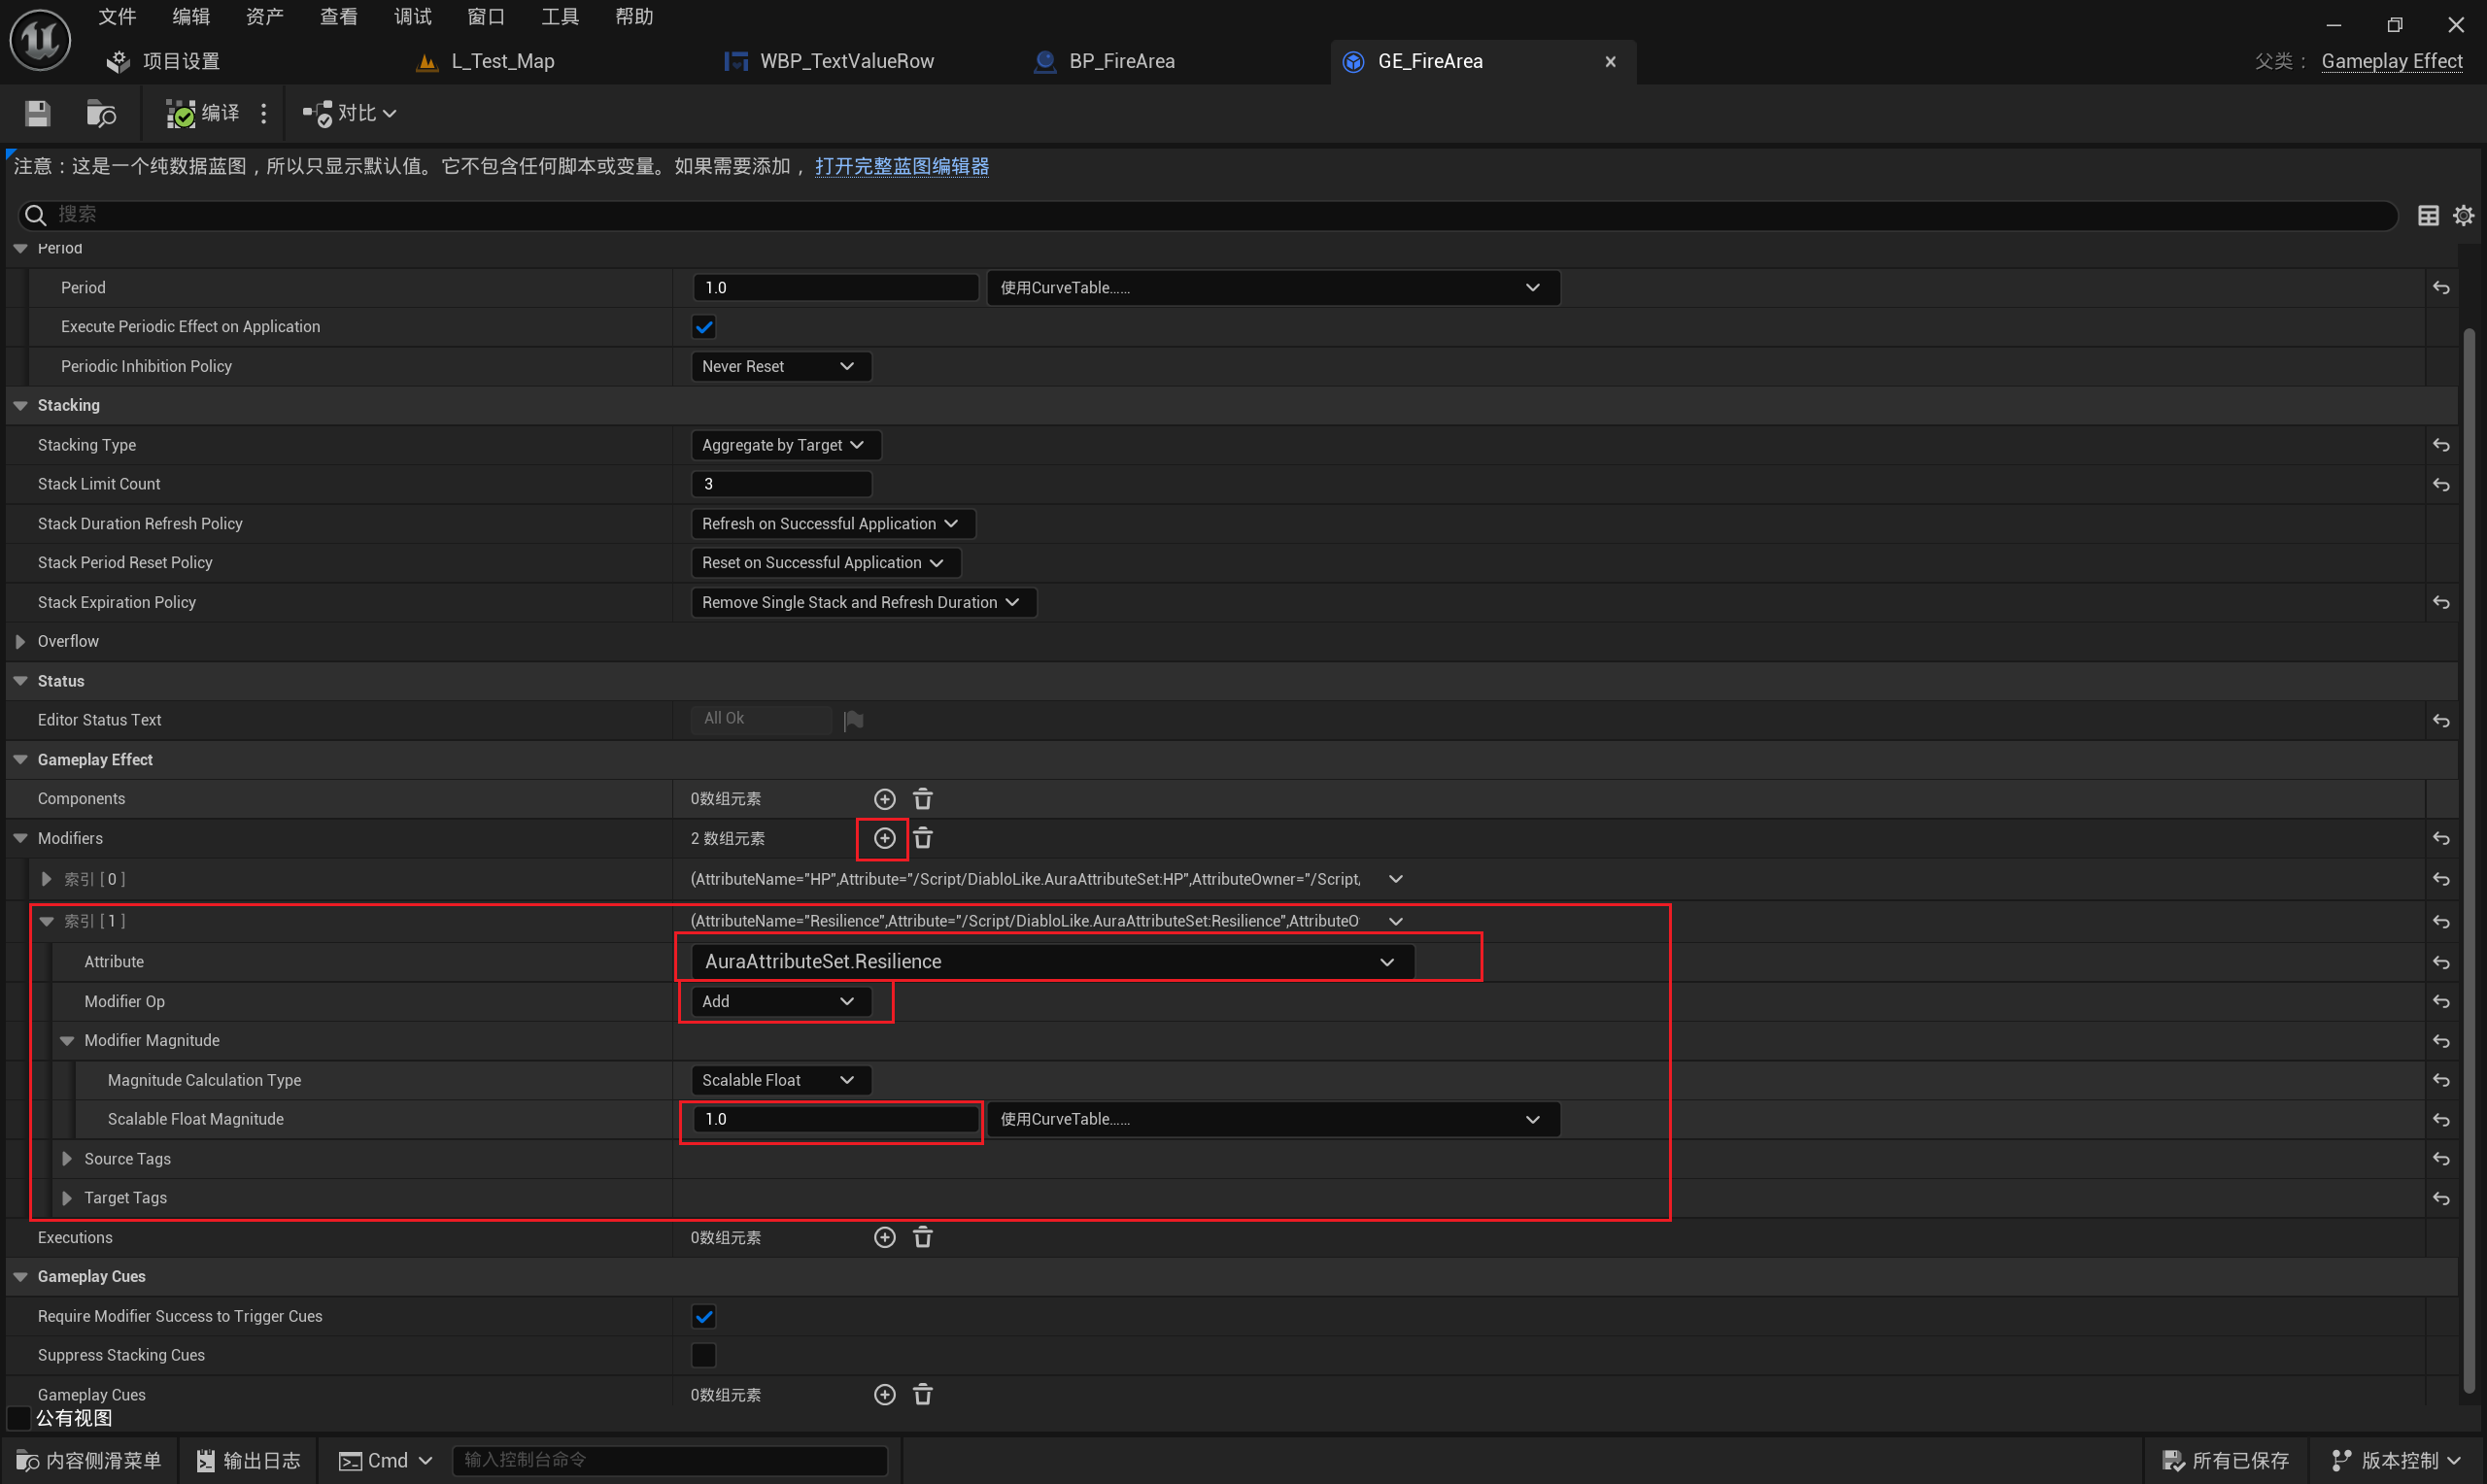 文件 编辑 资产 查看 调试 窗口 工具 帮助
项目设置 L_Test_Map WBP_TextValueRow BP_FireArea GE_FireArea 父类： Gameplay Effect
编译 对比
注意：这是一个纯数据蓝图，所以只显示默认值。它不包含任何脚本或变量。如果需要添加，打开完整蓝图编辑器
搜索
Period
Period 1.0 使用CurveTable......
Execute Periodic Effect on Application
Periodic Inhibition Policy Never Reset
Stacking
Stacking Type Aggregate by Target
Stack Limit Count 3
Stack Duration Refresh Policy Refresh on Successful Application
Stack Period Reset Policy Reset on Successful Application
Stack Expiration Policy Remove Single Stack and Refresh Duration
Overflow
Status
Editor Status Text All Ok
Gameplay Effect
Components 0数组元素
Modifiers 2 数组元素
索引 [ 0 ] (AttributeName="HP",Attribute="/Script/DiabloLike.AuraAttributeSet:HP",AttributeOwner="/Script/
索引 [ 1 ] (AttributeName="Resilience",Attribute="/Script/DiabloLike.AuraAttributeSet:Resilience",AttributeO
Attribute AuraAttributeSet.Resilience
Modifier Op Add
Modifier Magnitude
Magnitude Calculation Type Scalable Float
Scalable Float Magnitude 1.0 使用CurveTable......
Source Tags
Target Tags
Executions 0数组元素
Gameplay Cues
Require Modifier Success to Trigger Cues
Suppress Stacking Cues
Gameplay Cues 0数组元素
公有视图
内容侧滑菜单 输出日志 Cmd 输入控制台命令 所有已保存 版本控制